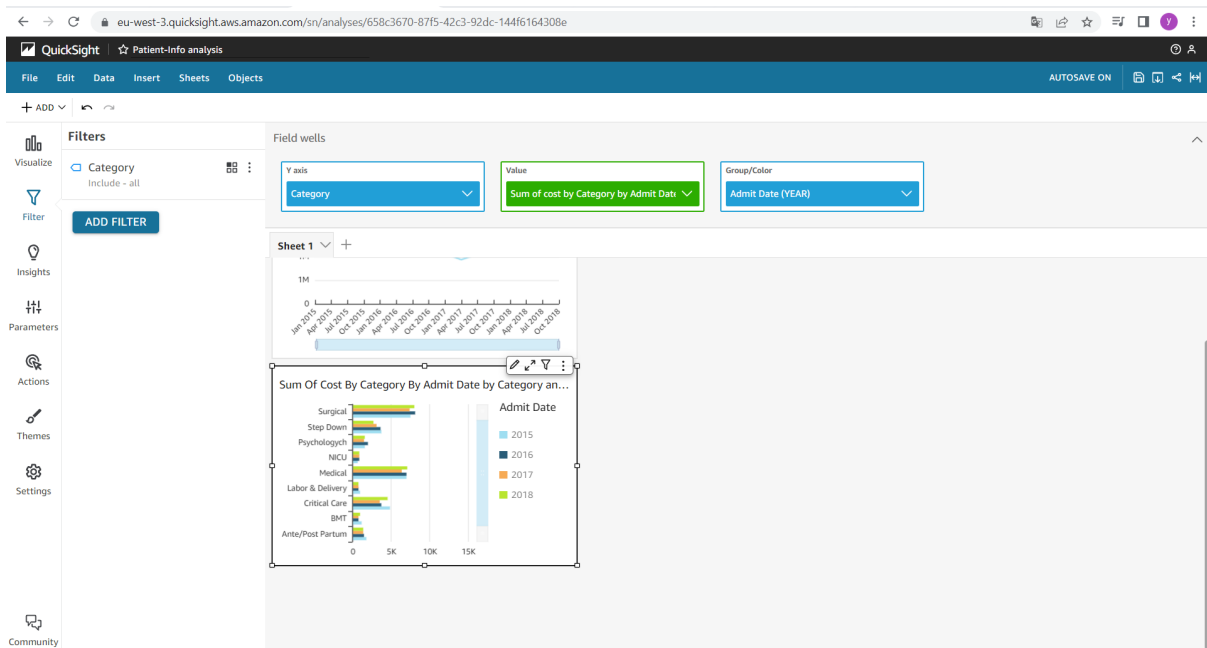 eu-west-3.quicksight.aws.amazon.com/sn/analyses/658c3670-87f5-42c3-92dc-144f6164308e
y
QuickSight
Patient-Info analysis
File Edit Data Insert Sheets Objects
AUTOSAVE ON
+ ADD
Visualize
Filter
Insights
Parameters
Actions
Themes
Settings
Community
Filters
Category
Include - all
ADD FILTER
Field wells
Y axis
Category
Value
Sum of cost by Category by Admit Date
Group/Color
Admit Date (YEAR)
Sheet 1
1M
0
Jan 2015 Apr 2015 Jul 2015 Oct 2015 Jan 2016 Apr 2016 Jul 2016 Oct 2016 Jan 2017 Apr 2017 Jul 2017 Oct 2017 Jan 2018 Apr 2018 Jul 2018 Oct 2018
Sum Of Cost By Category By Admit Date by Category an...
Surgical
Step Down
Psychologych
NICU
Medical
Labor & Delivery
Critical Care
BMT
Ante/Post Partum
0 5K 10K 15K
Admit Date
2015
2016
2017
2018